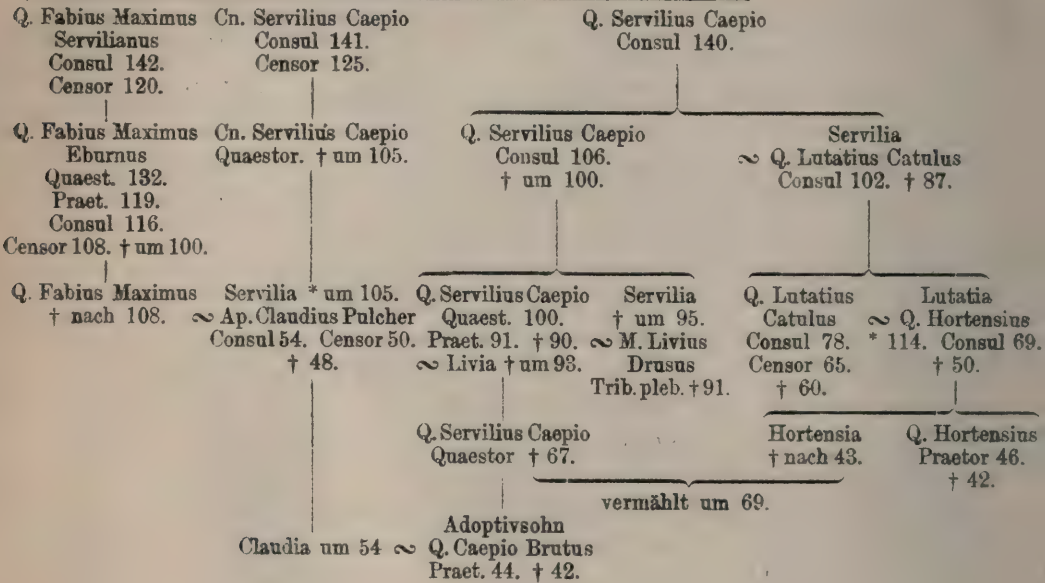 Q. Fabius Maximus
Servilianus
Consul 142.
Censor 120.
Cn. Servilius Caepio
Consul 141.
Censor 125.
Q. Servilius Caepio
Consul 140.
Q. Fabius Maximus
Eburnus
Quaest. 132.
Praet. 119.
Consul 116.
Censor 108. † um 100.
Cn. Servilius Caepio
Quaestor. † um 105.
Q. Servilius Caepio
Consul 106.
† um 100.
Servilia
∾ Q. Lutatius Catulus
Consul 102. † 87.
Q. Fabius Maximus
† nach 108.
Servilia * um 105.
∾ Ap. Claudius Pulcher
Consul 54. Censor 50.
† 48.
Q. Servilius Caepio
Quaest. 100.
Praet. 91. † 90.
∾ Livia † um 93.
Servilia
† um 95.
∾ M. Livius
Drusus
Trib. pleb. † 91.
Q. Lutatius
Catulus
Consul 78.
Censor 65.
† 60.
Lutatia
∾ Q. Hortensius
* 114. Consul 69.
† 50.
Q. Servilius Caepio
Quaestor † 67.
Hortensia
† nach 43.
Q. Hortensius
Praetor 46.
† 42.
vermählt um 69.
Claudia um 54 ∾
Adoptivsohn
Q. Caepio Brutus
Praet. 44. † 42.